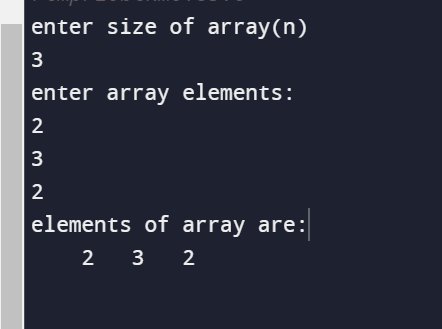 enter size of array(n)
3
enter array elements:
2
3
2
elements of array are:
2 3 2